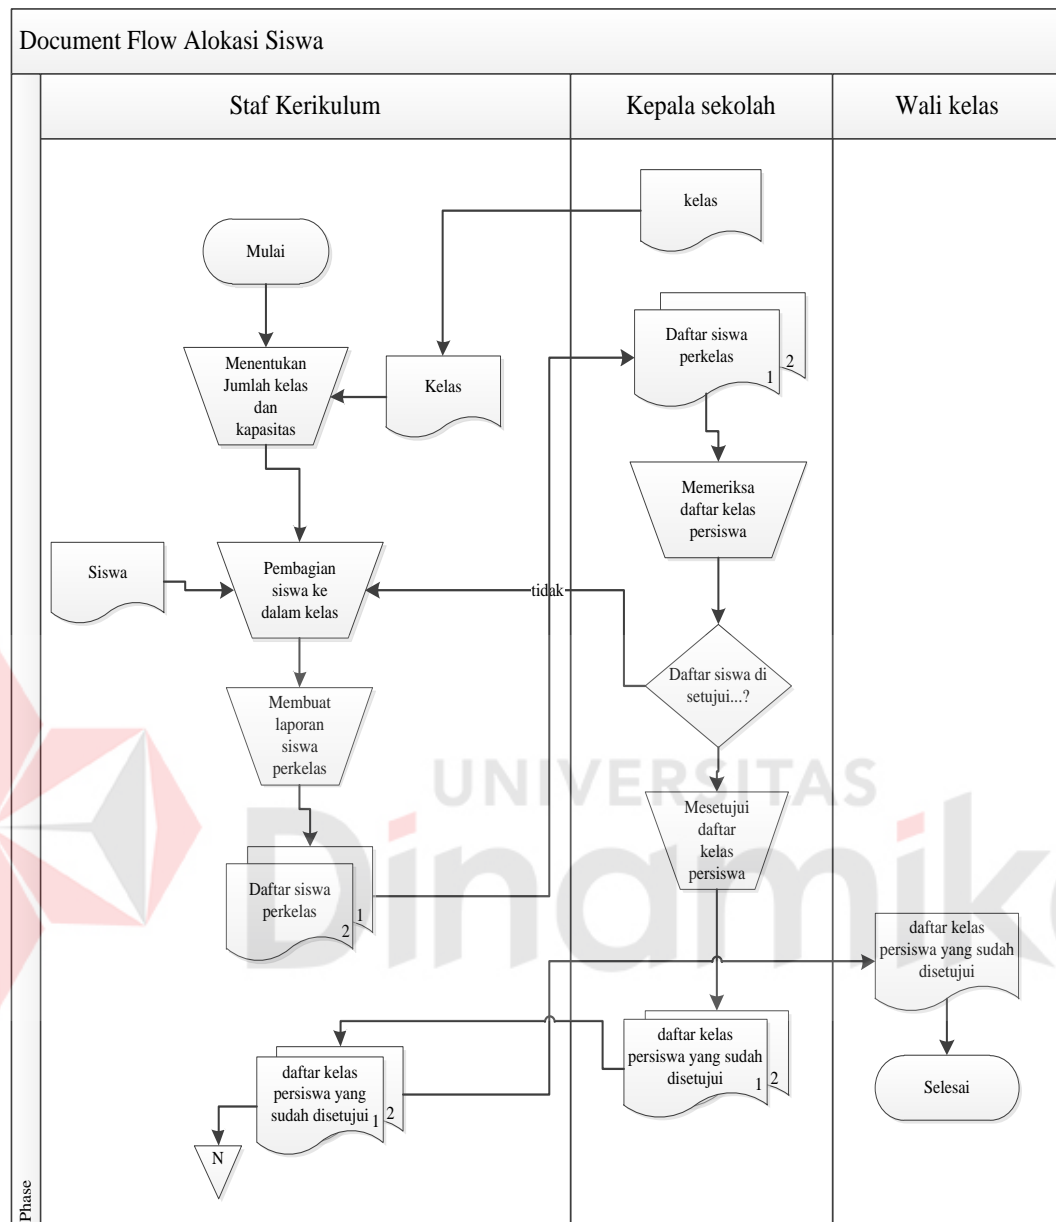 Document Flow Alokasi Siswa
Staf Kerikulum
Kepala sekolah
Wali kelas
kelas
Mulai
Daftar siswa
perkelas
1
2
Menentukan
Jumlah kelas
dan
kapasitas
Kelas
Memeriksa
daftar kelas
persiswa
Siswa
Pembagian
siswa ke
dalam kelas
tidak
Daftar siswa di
setujui...?
Membuat
laporan
siswa
perkelas
UNIVERSITAS
Dinamika
Mesetujui
daftar
kelas
persiswa
Daftar siswa
perkelas
1
2
daftar kelas
persiswa yang sudah
disetujui
daftar kelas
persiswa yang sudah
disetujui
1
2
daftar kelas
persiswa yang
sudah disetujui
1
2
Selesai
N
Phase